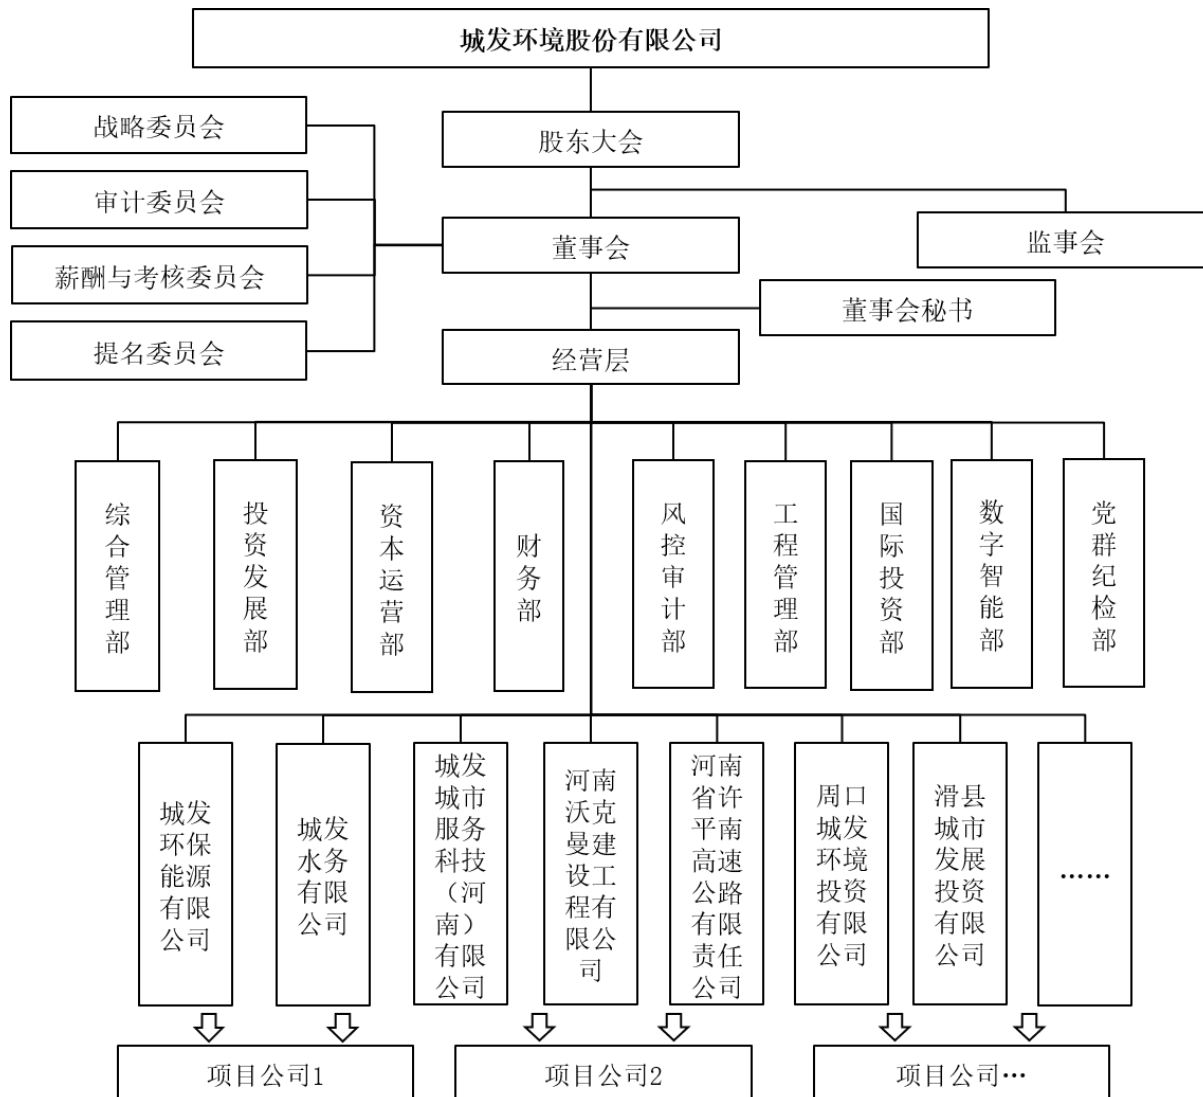 城发环境股份有限公司
战略委员会
股东大会
审计委员会
董事会
监事会
薪酬与考核委员会
董事会秘书
提名委员会
经营层
综合管理部
投资发展部
资本运营部
财务部
风控审计部
工程管理部
国际投资部
数字智能部
党群纪检部
城发
环保
能源
有限
公司
城发
水务
有限
公司
城发
城市
服务
科技
（河
南）
有限
公司
河南
沃克
曼建
设工
程有
限公
司
河南
省许
平南
高速
公路
有限
责任
公司
周口
城发
环境
投资
有限
公司
滑县
城市
发展
投资
有限
公司
……
项目公司1
项目公司2
项目公司…